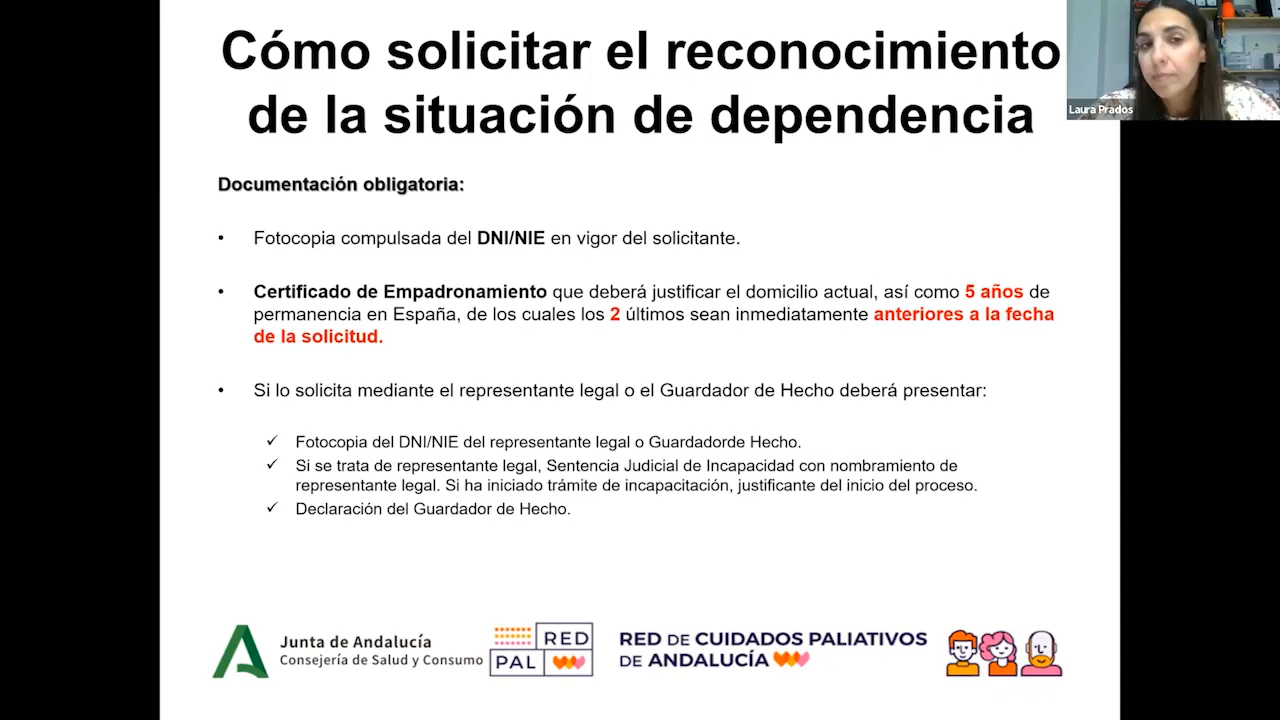 Cómo solicitar el reconocimiento
de la situación de dependencia
Laura Prados
Documentación obligatoria:
• Fotocopia compulsada del DNI/NIE en vigor del solicitante.
• Certificado de Empadronamiento que deberá justificar el domicilio actual, así como 5 años de
permanencia en España, de los cuales los 2 últimos sean inmediatamente anteriores a la fecha
de la solicitud.
• Si lo solicita mediante el representante legal o el Guardador de Hecho deberá presentar:
✓ Fotocopia del DNI/NIE del representante legal o Guardadorde Hecho.
✓ Si se trata de representante legal, Sentencia Judicial de Incapacidad con nombramiento de
representante legal. Si ha iniciado trámite de incapacitación, justificante del inicio del proceso.
✓ Declaración del Guardador de Hecho.
Junta de Andalucía
Consejería de Salud y Consumo
RED
PAL
RED DE CUIDADOS PALIATIVOS
DE ANDALUCÍA